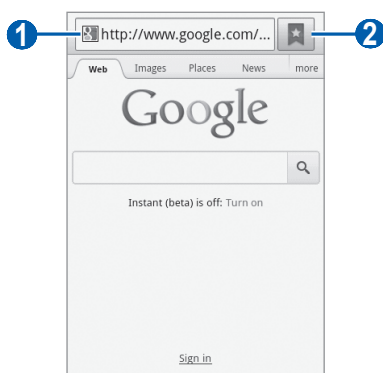 1 http://www.google.com/... 2
Web Images Places News more
Google
Instant (beta) is off: Turn on
Sign in